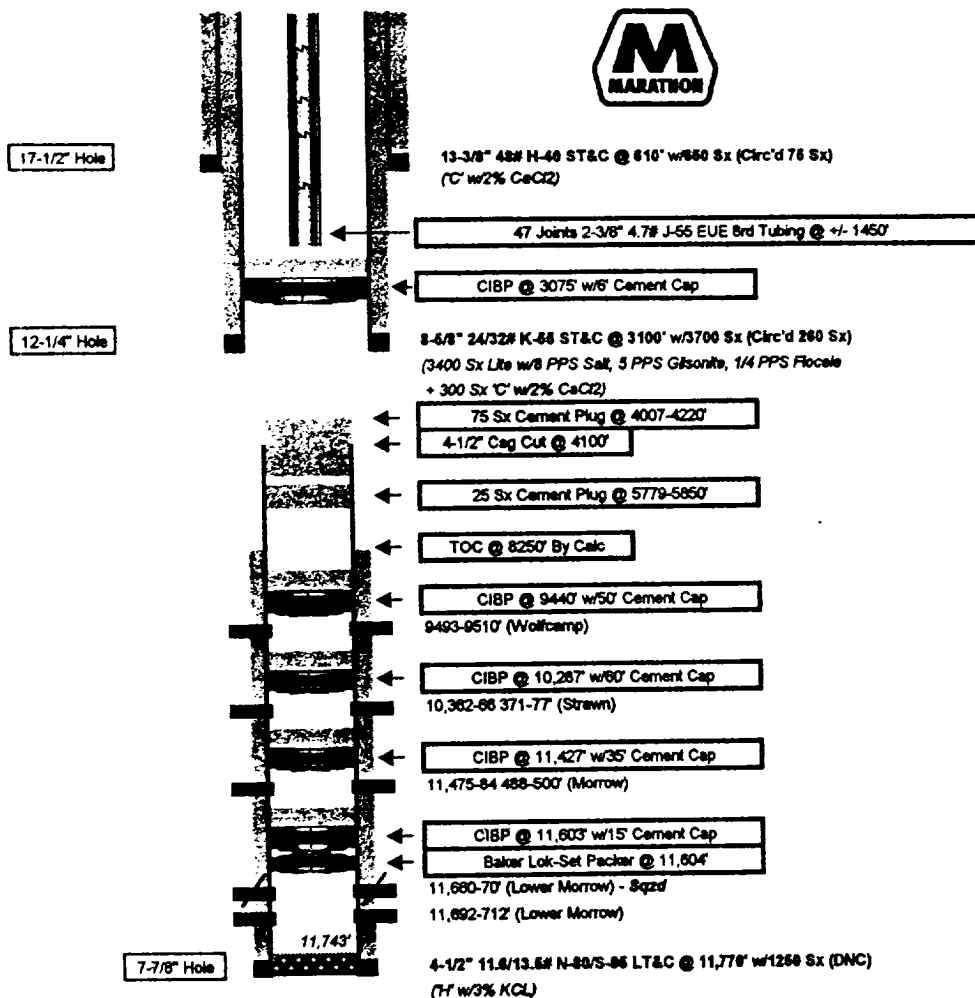 M
MARATHON
17-1/2" Hole
13-3/8" 48# H-40 ST&C @ 610' w/650 Sx (Circ'd 75 Sx)
('C' w/2% CaCl2)
47 Joints 2-3/8" 4.7# J-55 EUE 8rd Tubing @ +/- 1450'
CIBP @ 3075' w/6' Cement Cap
12-1/4" Hole
8-5/8" 24/32# K-55 ST&C @ 3100' w/3700 Sx (Circ'd 260 Sx)
(3400 Sx Lite w/8 PPS Salt, 5 PPS Gilsonite, 1/4 PPS Flocele
+ 300 Sx 'C' w/2% CaCl2)
75 Sx Cement Plug @ 4007-4220'
4-1/2" Csg Cut @ 4100'
25 Sx Cement Plug @ 5779-5850'
TOC @ 8250' By Calc
CIBP @ 9440' w/50' Cement Cap
9493-9510' (Wolfcamp)
CIBP @ 10,267' w/60' Cement Cap
10,362-66 371-77' (Strawn)
CIBP @ 11,427' w/35' Cement Cap
11,475-84 488-500' (Morrow)
CIBP @ 11,603' w/15' Cement Cap
Baker Lok-Set Packer @ 11,604'
11,660-70' (Lower Morrow) - Sqzd
11,692-712' (Lower Morrow)
11,743'
7-7/8" Hole
4-1/2" 11.6/13.5# N-80/S-95 LT&C @ 11,779' w/1250 Sx (DNC)
('H' w/3% KCL)